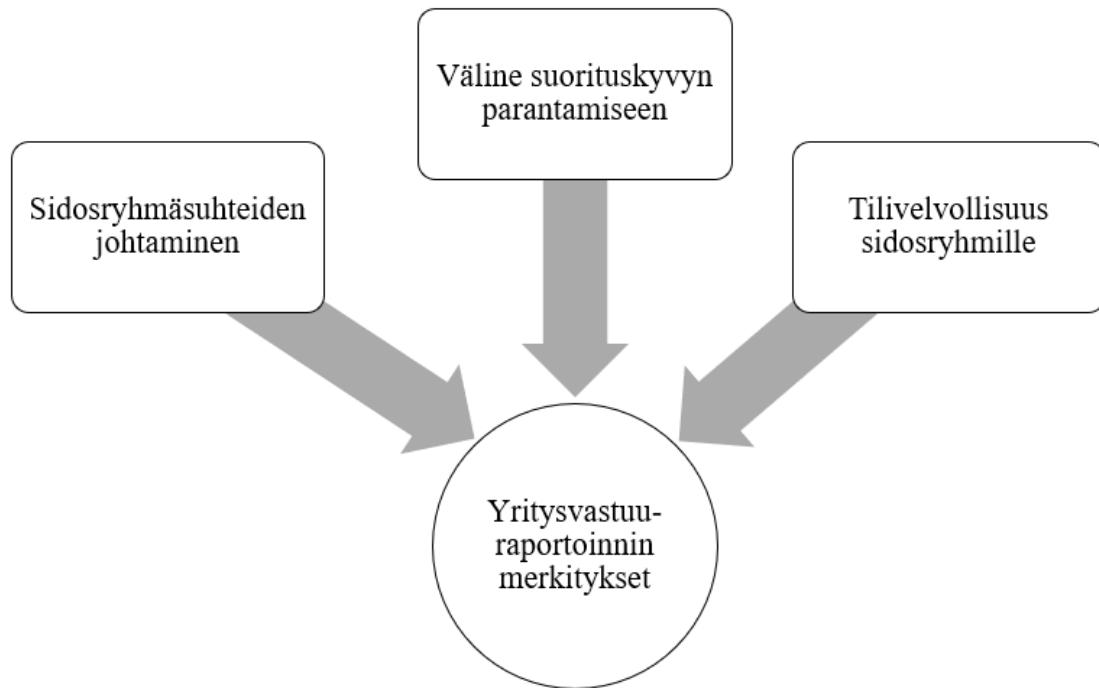 Väline suorituskyvyn
parantamiseen
Sidosryhmäsuhteiden
johtaminen
Tilivelvollisuus
sidosryhmille
Yritysvastuu-
raportoinnin
merkitykset